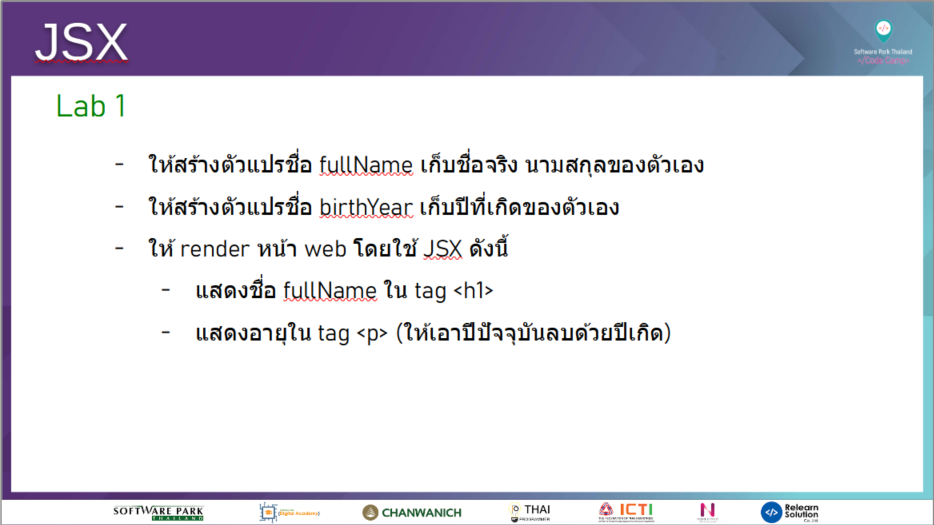 JSX
Software Park Thailand
Lab 1
- ให้สร้างตัวแปรชื่อ fullName เก็บชื่อจริง นามสกุลของตัวเอง
- ให้สร้างตัวแปรชื่อ birthYear เก็บปีที่เกิดของตัวเอง
- ให้ render หน้า web โดยใช้ JSX ดังนี้
- แสดงชื่อ fullName ใน tag <h1>
- แสดงอายุใน tag <p> (ให้เอาปีปัจจุบันลบด้วยปีเกิด)
SOFTWARE PARK
THAILAND
Digital Academy
CHANWANICH
THAI
PROGRAMMER
ICTI
Relearn
Solution
Co.,Ltd.